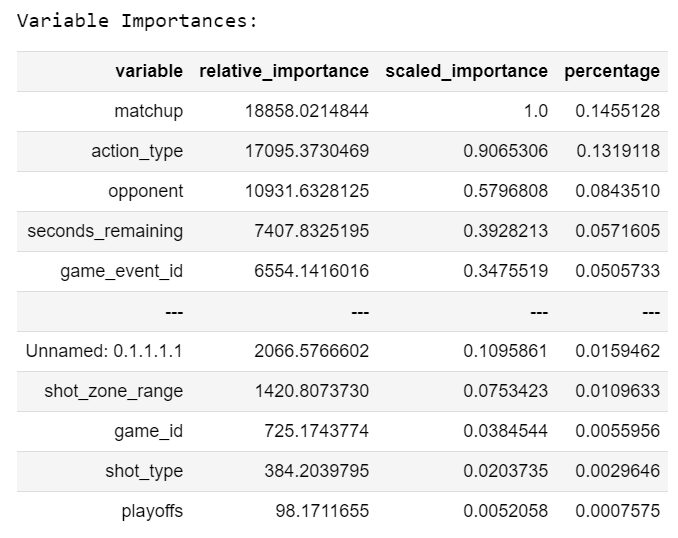 Variable Importances:
variable relative_importance scaled_importance percentage
matchup 18858.0214844 1.0 0.1455128
action_type 17095.3730469 0.9065306 0.1319118
opponent 10931.6328125 0.5796808 0.0843510
seconds_remaining 7407.8325195 0.3928213 0.0571605
game_event_id 6554.1416016 0.3475519 0.0505733
--- --- --- ---
Unnamed: 0.1.1.1.1 2066.5766602 0.1095861 0.0159462
shot_zone_range 1420.8073730 0.0753423 0.0109633
game_id 725.1743774 0.0384544 0.0055956
shot_type 384.2039795 0.0203735 0.0029646
playoffs 98.1711655 0.0052058 0.0007575